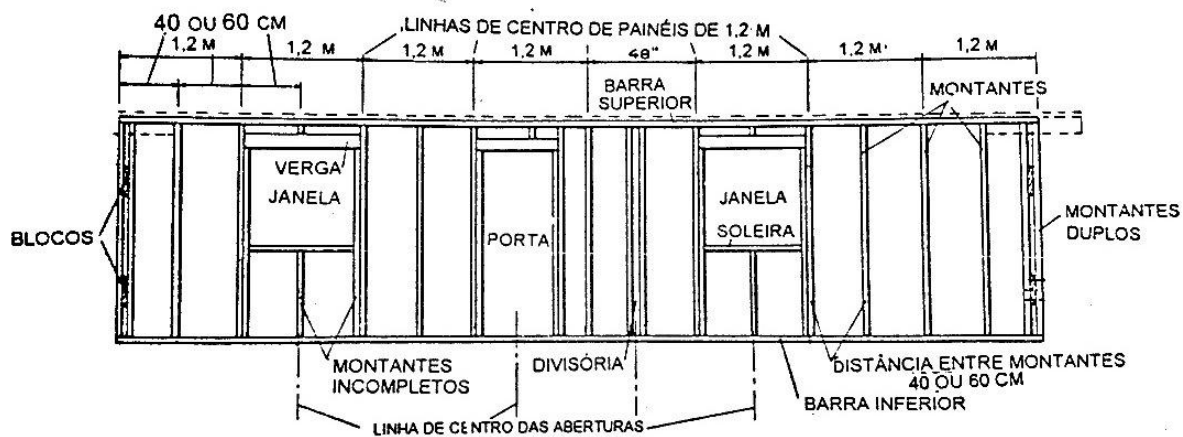 40 OU 60 CM
LINHAS DE CENTRO DE PAINÉIS DE 1,2 M
1,2 M 1,2 M 1,2 M 1,2 M 48" 1,2 M 1,2 M 1,2 M
BARRA
SUPERIOR
MONTANTES
VERGA
JANELA
PORTA
JANELA
SOLEIRA
BLOCOS
MONTANTES
DUPLOS
MONTANTES
INCOMPLETOS
DIVISÓRIA
DISTÂNCIA ENTRE MONTANTES
40 OU 60 CM
BARRA INFERIOR
LINHA DE CENTRO DAS ABERTURAS